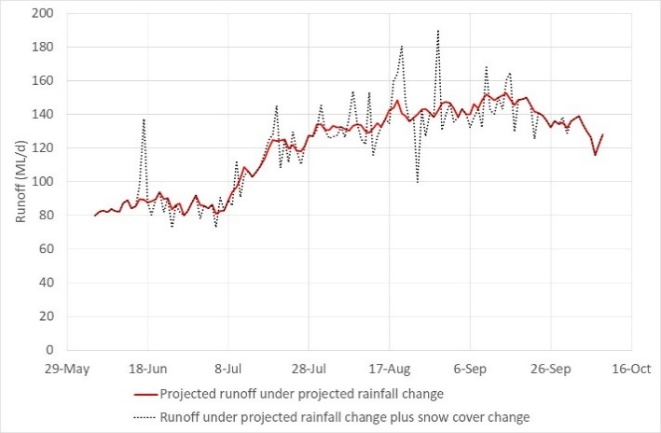 200
180
160
140
120
100
80
60
40
20
0
Runoff (ML/d)
29-May 18-Jun 8-Jul 28-Jul 17-Aug 6-Sep 26-Sep 16-Oct
Projected runoff under projected rainfall change
Runoff under projected rainfall change plus snow cover change